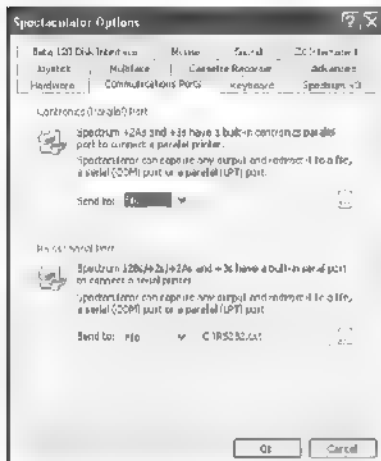 Spectaculator Options
Beta 128 Disk Interface Mouse Sound ZX Interface 1
Joystick Multiface Cassette Recorder Advanced
Hardware Communications Ports Keyboard Spectrum +3
Centronics (Parallel) Port
Spectrum +2As and +3s have a built-in centronics parallel
port to connect a parallel printer.
Spectaculator can capture any output and redirect it to a file,
a serial (COM) port or a parallel (LPT) port.
Send to: File
Serial Port
Spectrum 128s/+2s/+2As and +3s have a built-in serial port
to connect a serial printer
Spectaculator can capture any output and redirect it to a file,
a serial (COM) port or a parallel (LPT) port
Send to: File C:\RS232.txt
OK Cancel